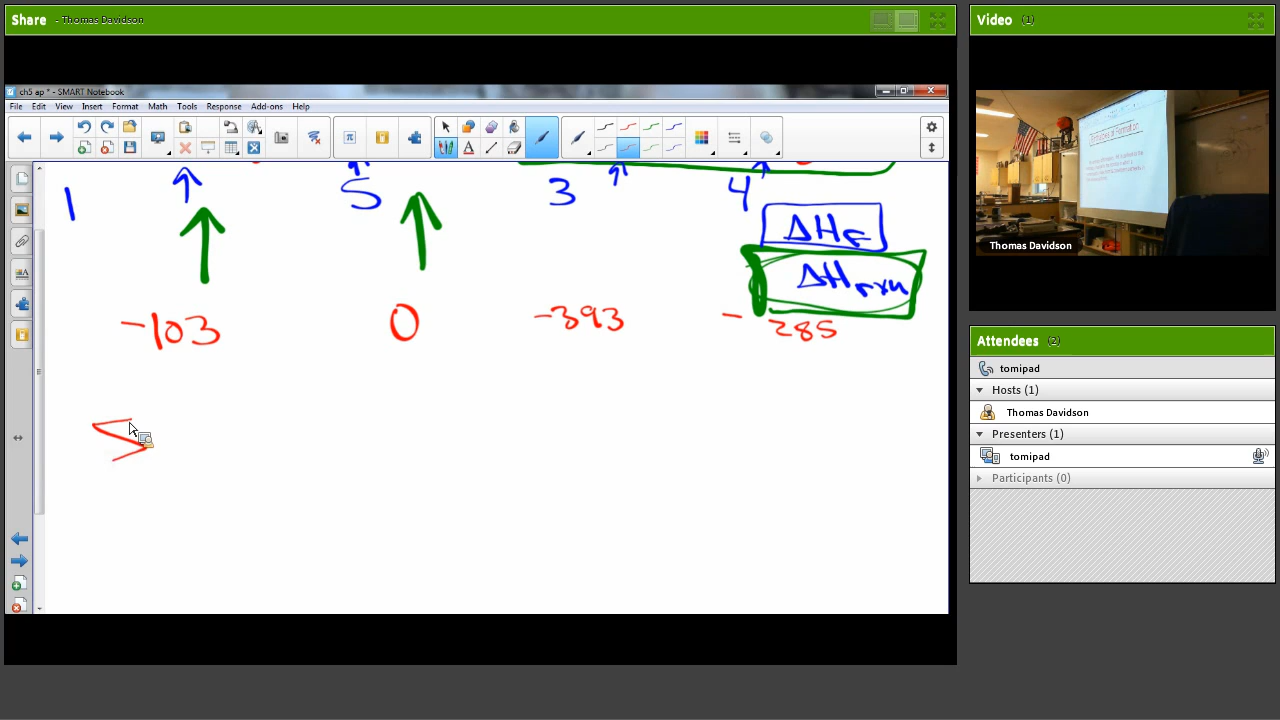 Share - Thomas Davidson
Video (1)
ch5 ap * - SMART Notebook
File Edit View Insert Format Math Tools Response Add-ons Help
1 5 3 4
ΔHF
ΔHrxn
-103 0 -393 -285
Σ
Thomas Davidson
Attendees (2)
tomipad
Hosts (1)
Thomas Davidson
Presenters (1)
tomipad
Participants (0)